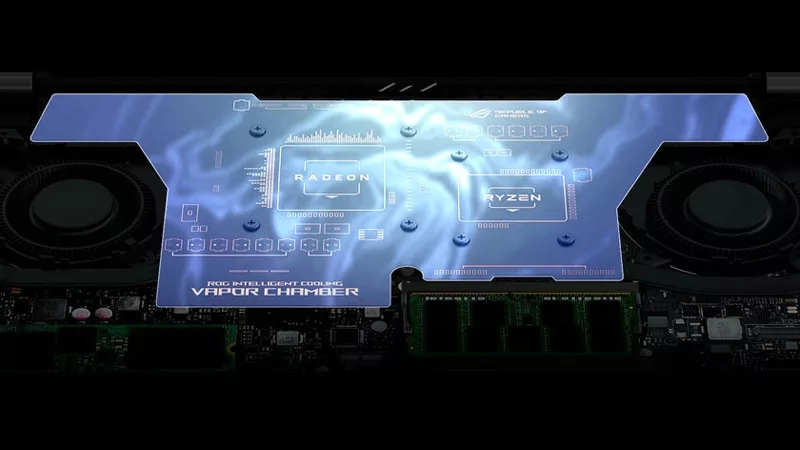 REPUBLIC OF
GAMERS
RADEON
RYZEN
ROG INTELLIGENT COOLING
VAPOR CHAMBER